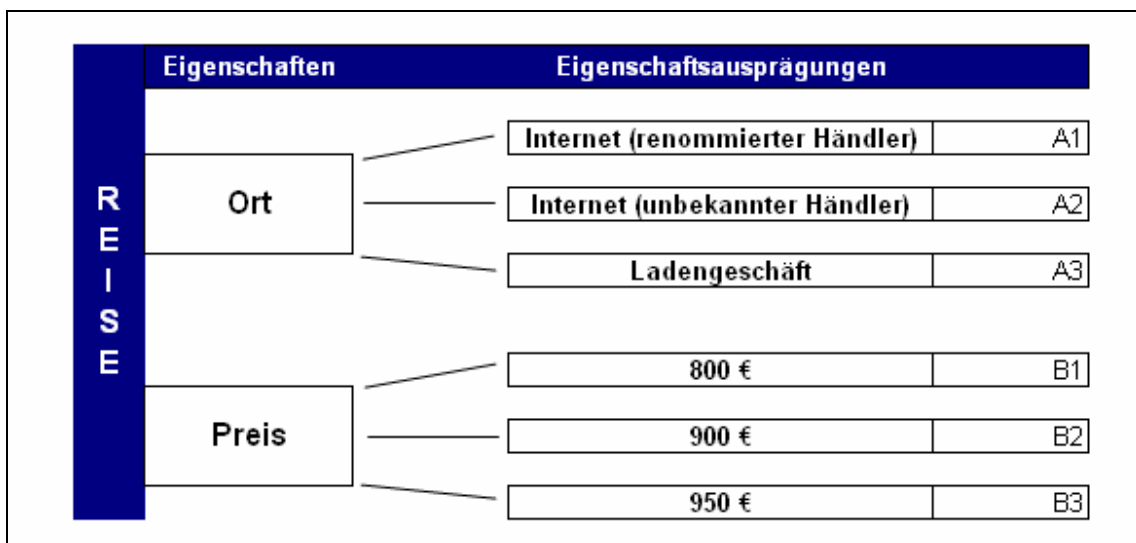 Eigenschaften Eigenschaftsausprägungen
REISE
Ort
Internet (renommierter Händler) A1
Internet (unbekannter Händler) A2
Ladengeschäft A3
Preis
800 € B1
900 € B2
950 € B3